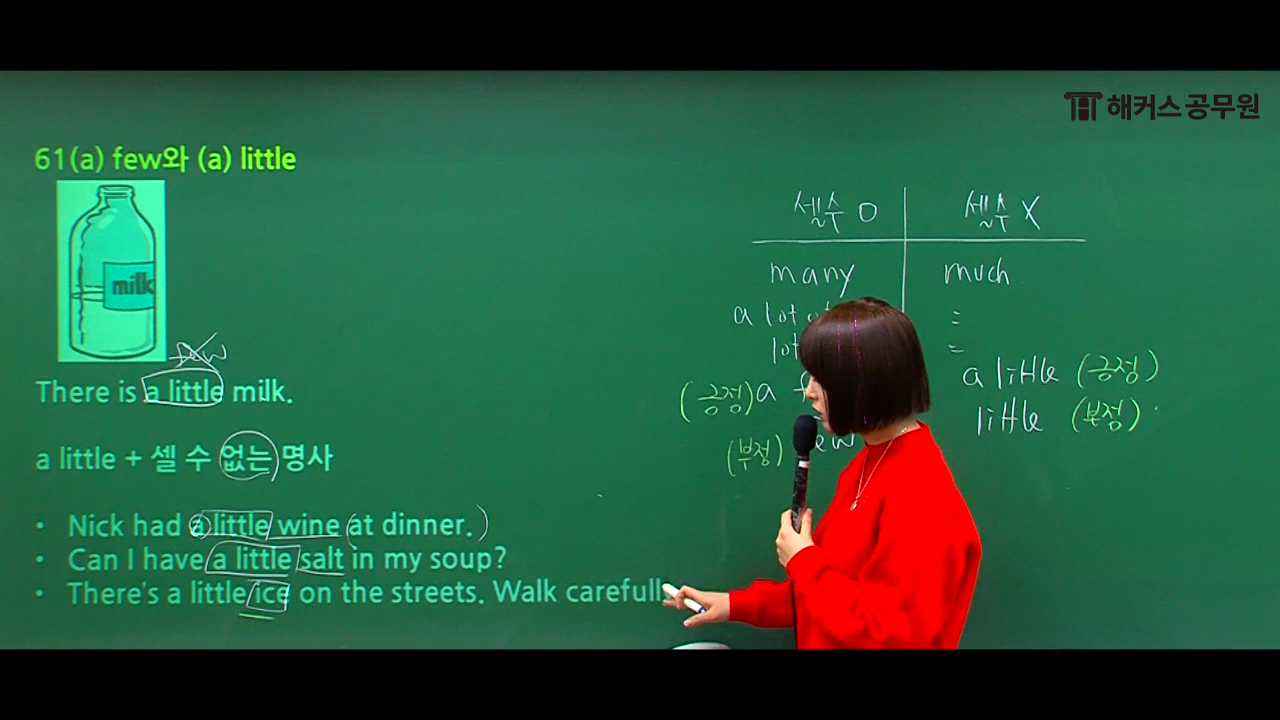 해커스공무원
61(a) few와 (a) little
milk
few
There is a little milk.
a little + 셀 수 없는 명사
• Nick had a little wine at dinner.
• Can I have a little salt in my soup?
• There's a little ice on the streets. Walk carefull
셀수 O 셀수 X
many much
a lot =
lot =
(긍정) a a little (긍정)
(부정) ew little (부정)